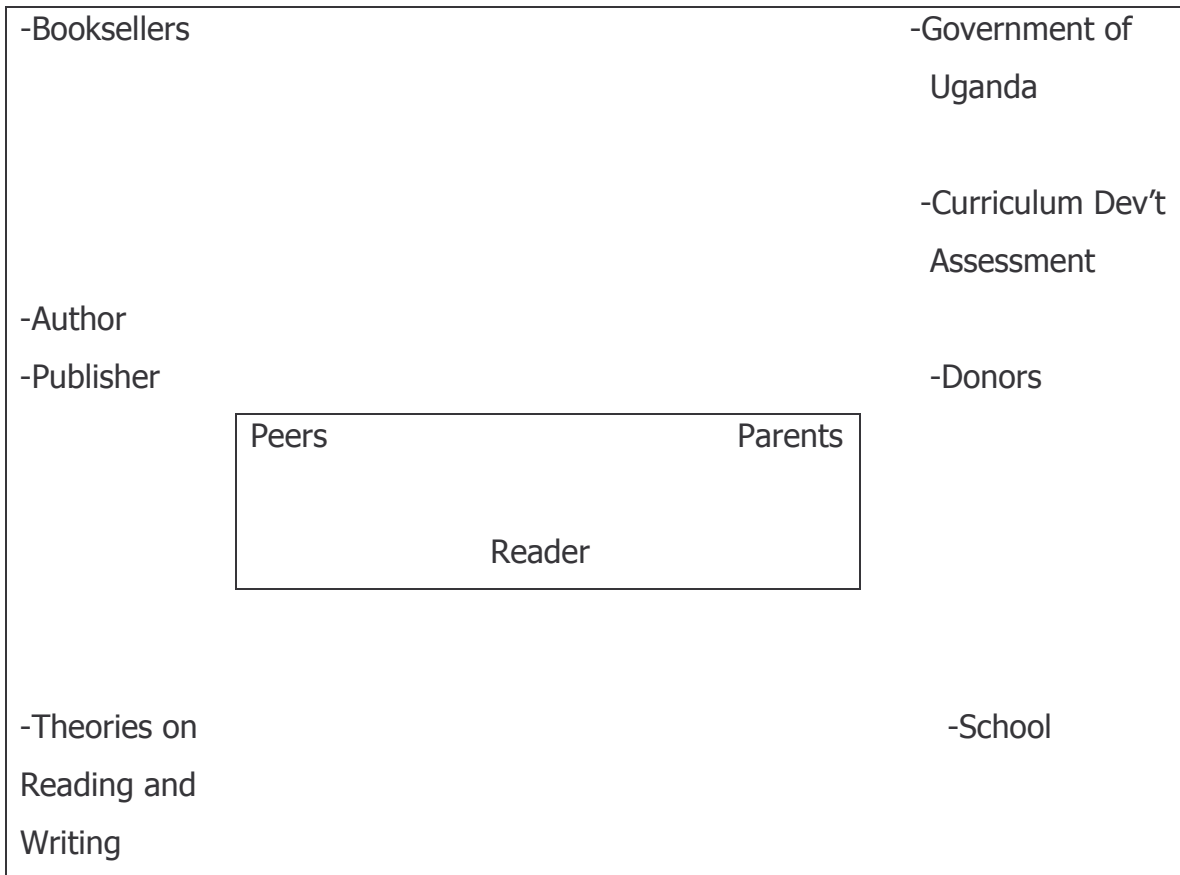 -Booksellers -Government of
Uganda
-Curriculum Dev’t
Assessment
-Author
-Publisher -Donors
Peers Parents
Reader
-Theories on -School
Reading and
Writing